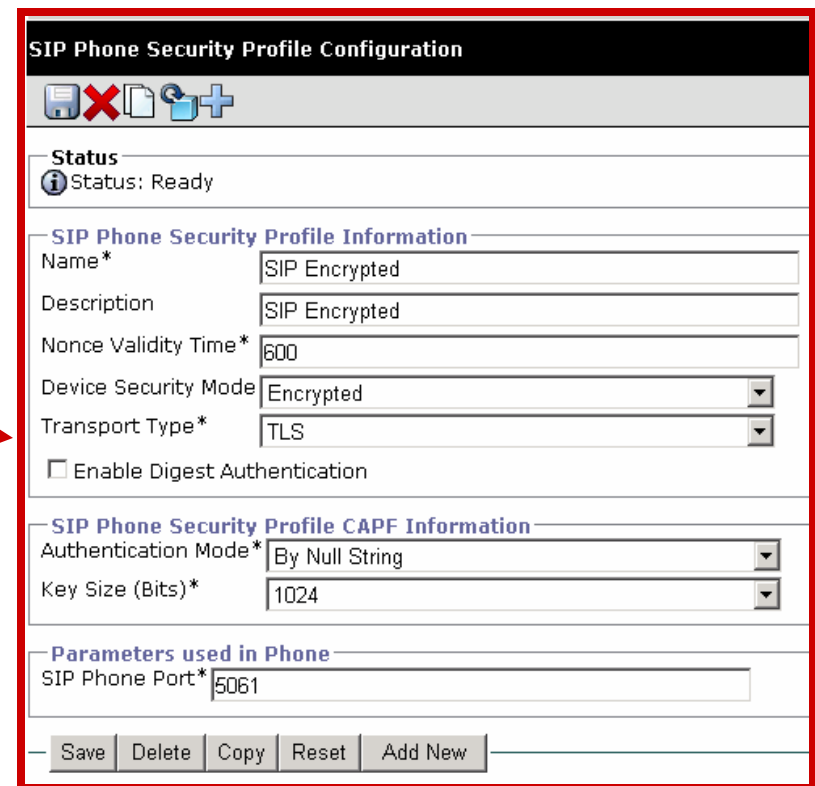 SIP Phone Security Profile Configuration
Status
Status: Ready
SIP Phone Security Profile Information
Name* SIP Encrypted
Description SIP Encrypted
Nonce Validity Time* 600
Device Security Mode Encrypted
Transport Type* TLS
Enable Digest Authentication
SIP Phone Security Profile CAPF Information
Authentication Mode* By Null String
Key Size (Bits)* 1024
Parameters used in Phone
SIP Phone Port* 5061
Save Delete Copy Reset Add New